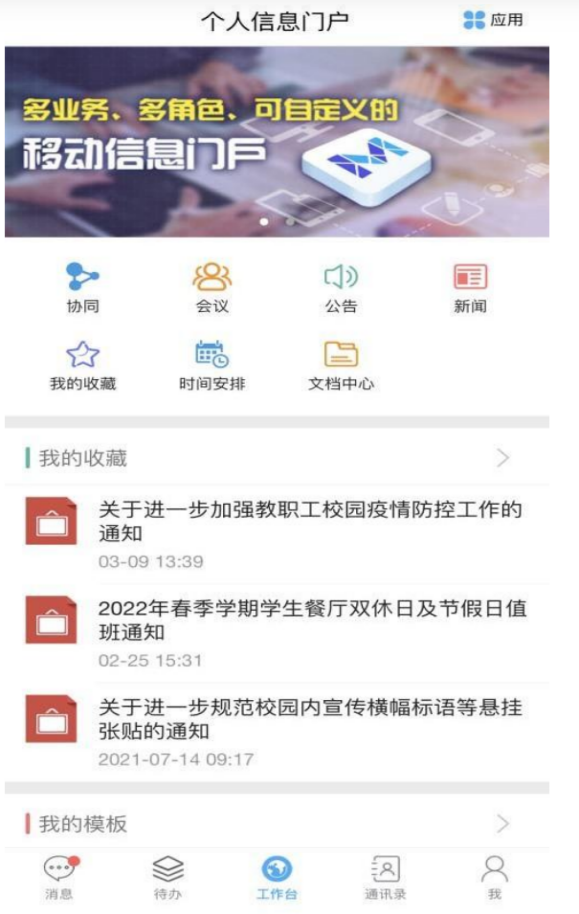 个人信息门户
应用
多业务、多角色、可自定义的
移动信息门户
协同
会议
公告
新闻
我的收藏
时间安排
文档中心
我的收藏
关于进一步加强教职工校园疫情防控工作的
通知
03-09 13:39
2022年春季学期学生餐厅双休日及节假日值
班通知
02-25 15:31
关于进一步规范校园内宣传横幅标语等悬挂
张贴的通知
2021-07-14 09:17
我的模板
消息
待办
工作台
通讯录
我